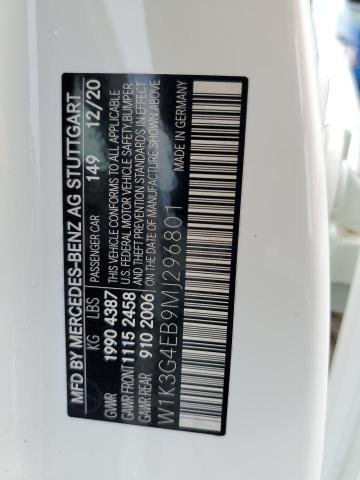 MFD BY MERCEDES-BENZ AG STUTTGART
KG LBS PASSENGER CAR 149 12/20
GVWR 1990 4387 THIS VEHICLE CONFORMS TO ALL APPLICABLE
GAWR FRONT 1115 2458 U.S. FEDERAL MOTOR VEHICLE SAFETY, BUMPER
GAWR REAR 910 2006 AND THEFT PREVENTION STANDARDS IN EFFECT
ON THE DATE OF MANUFACTURE SHOWN ABOVE
W1K3G4EB9MJ296801 MADE IN GERMANY